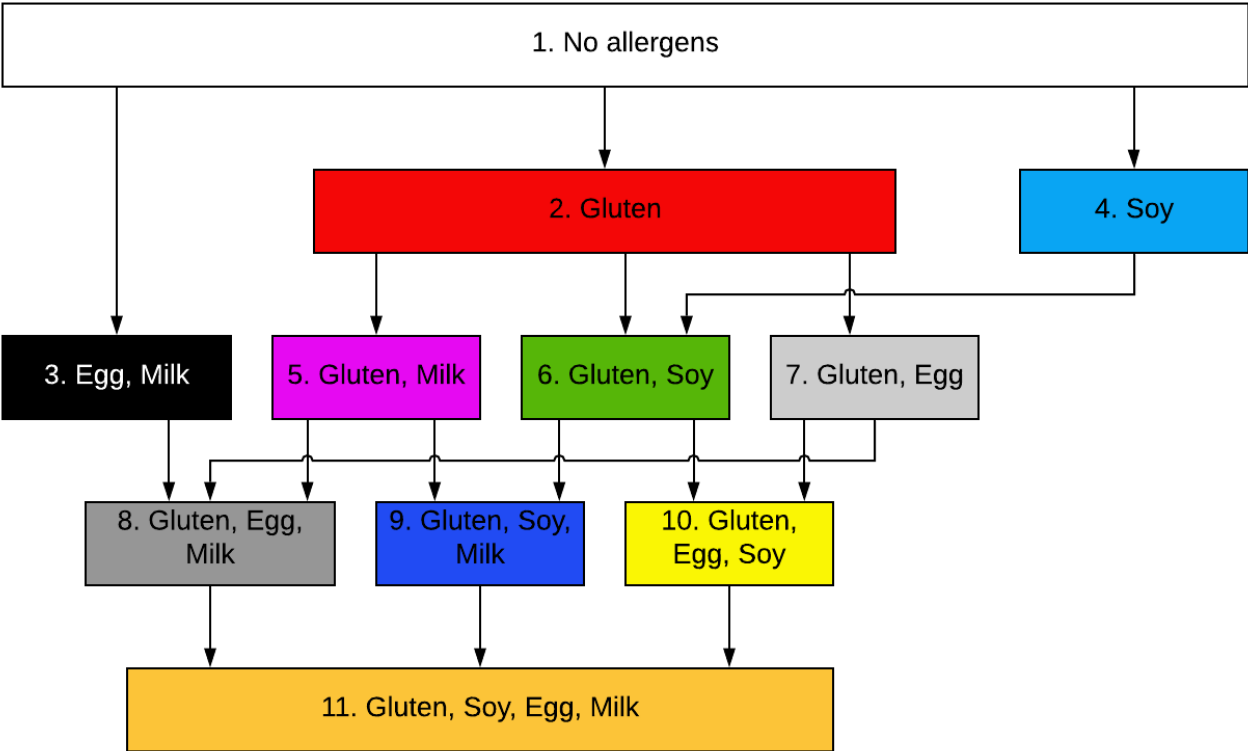 1. No allergens
2. Gluten
4. Soy
3. Egg, Milk
5. Gluten, Milk
6. Gluten, Soy
7. Gluten, Egg
8. Gluten, Egg,
Milk
9. Gluten, Soy,
Milk
10. Gluten,
Egg, Soy
11. Gluten, Soy, Egg, Milk